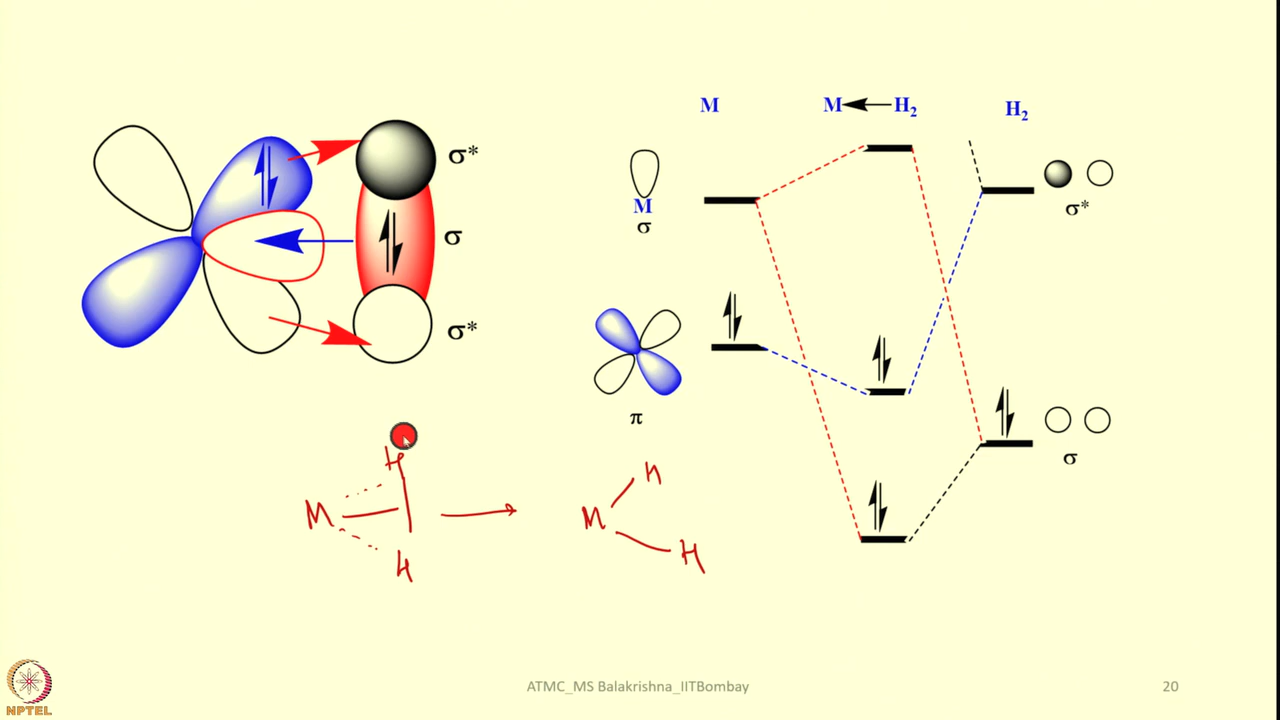 σ*
σ
σ*
M
M ← H₂
H₂
M
σ
σ*
π
σ
H
M
H
H
M
H
NPTEL
ATMC_MS Balakrishna_IITBombay
20